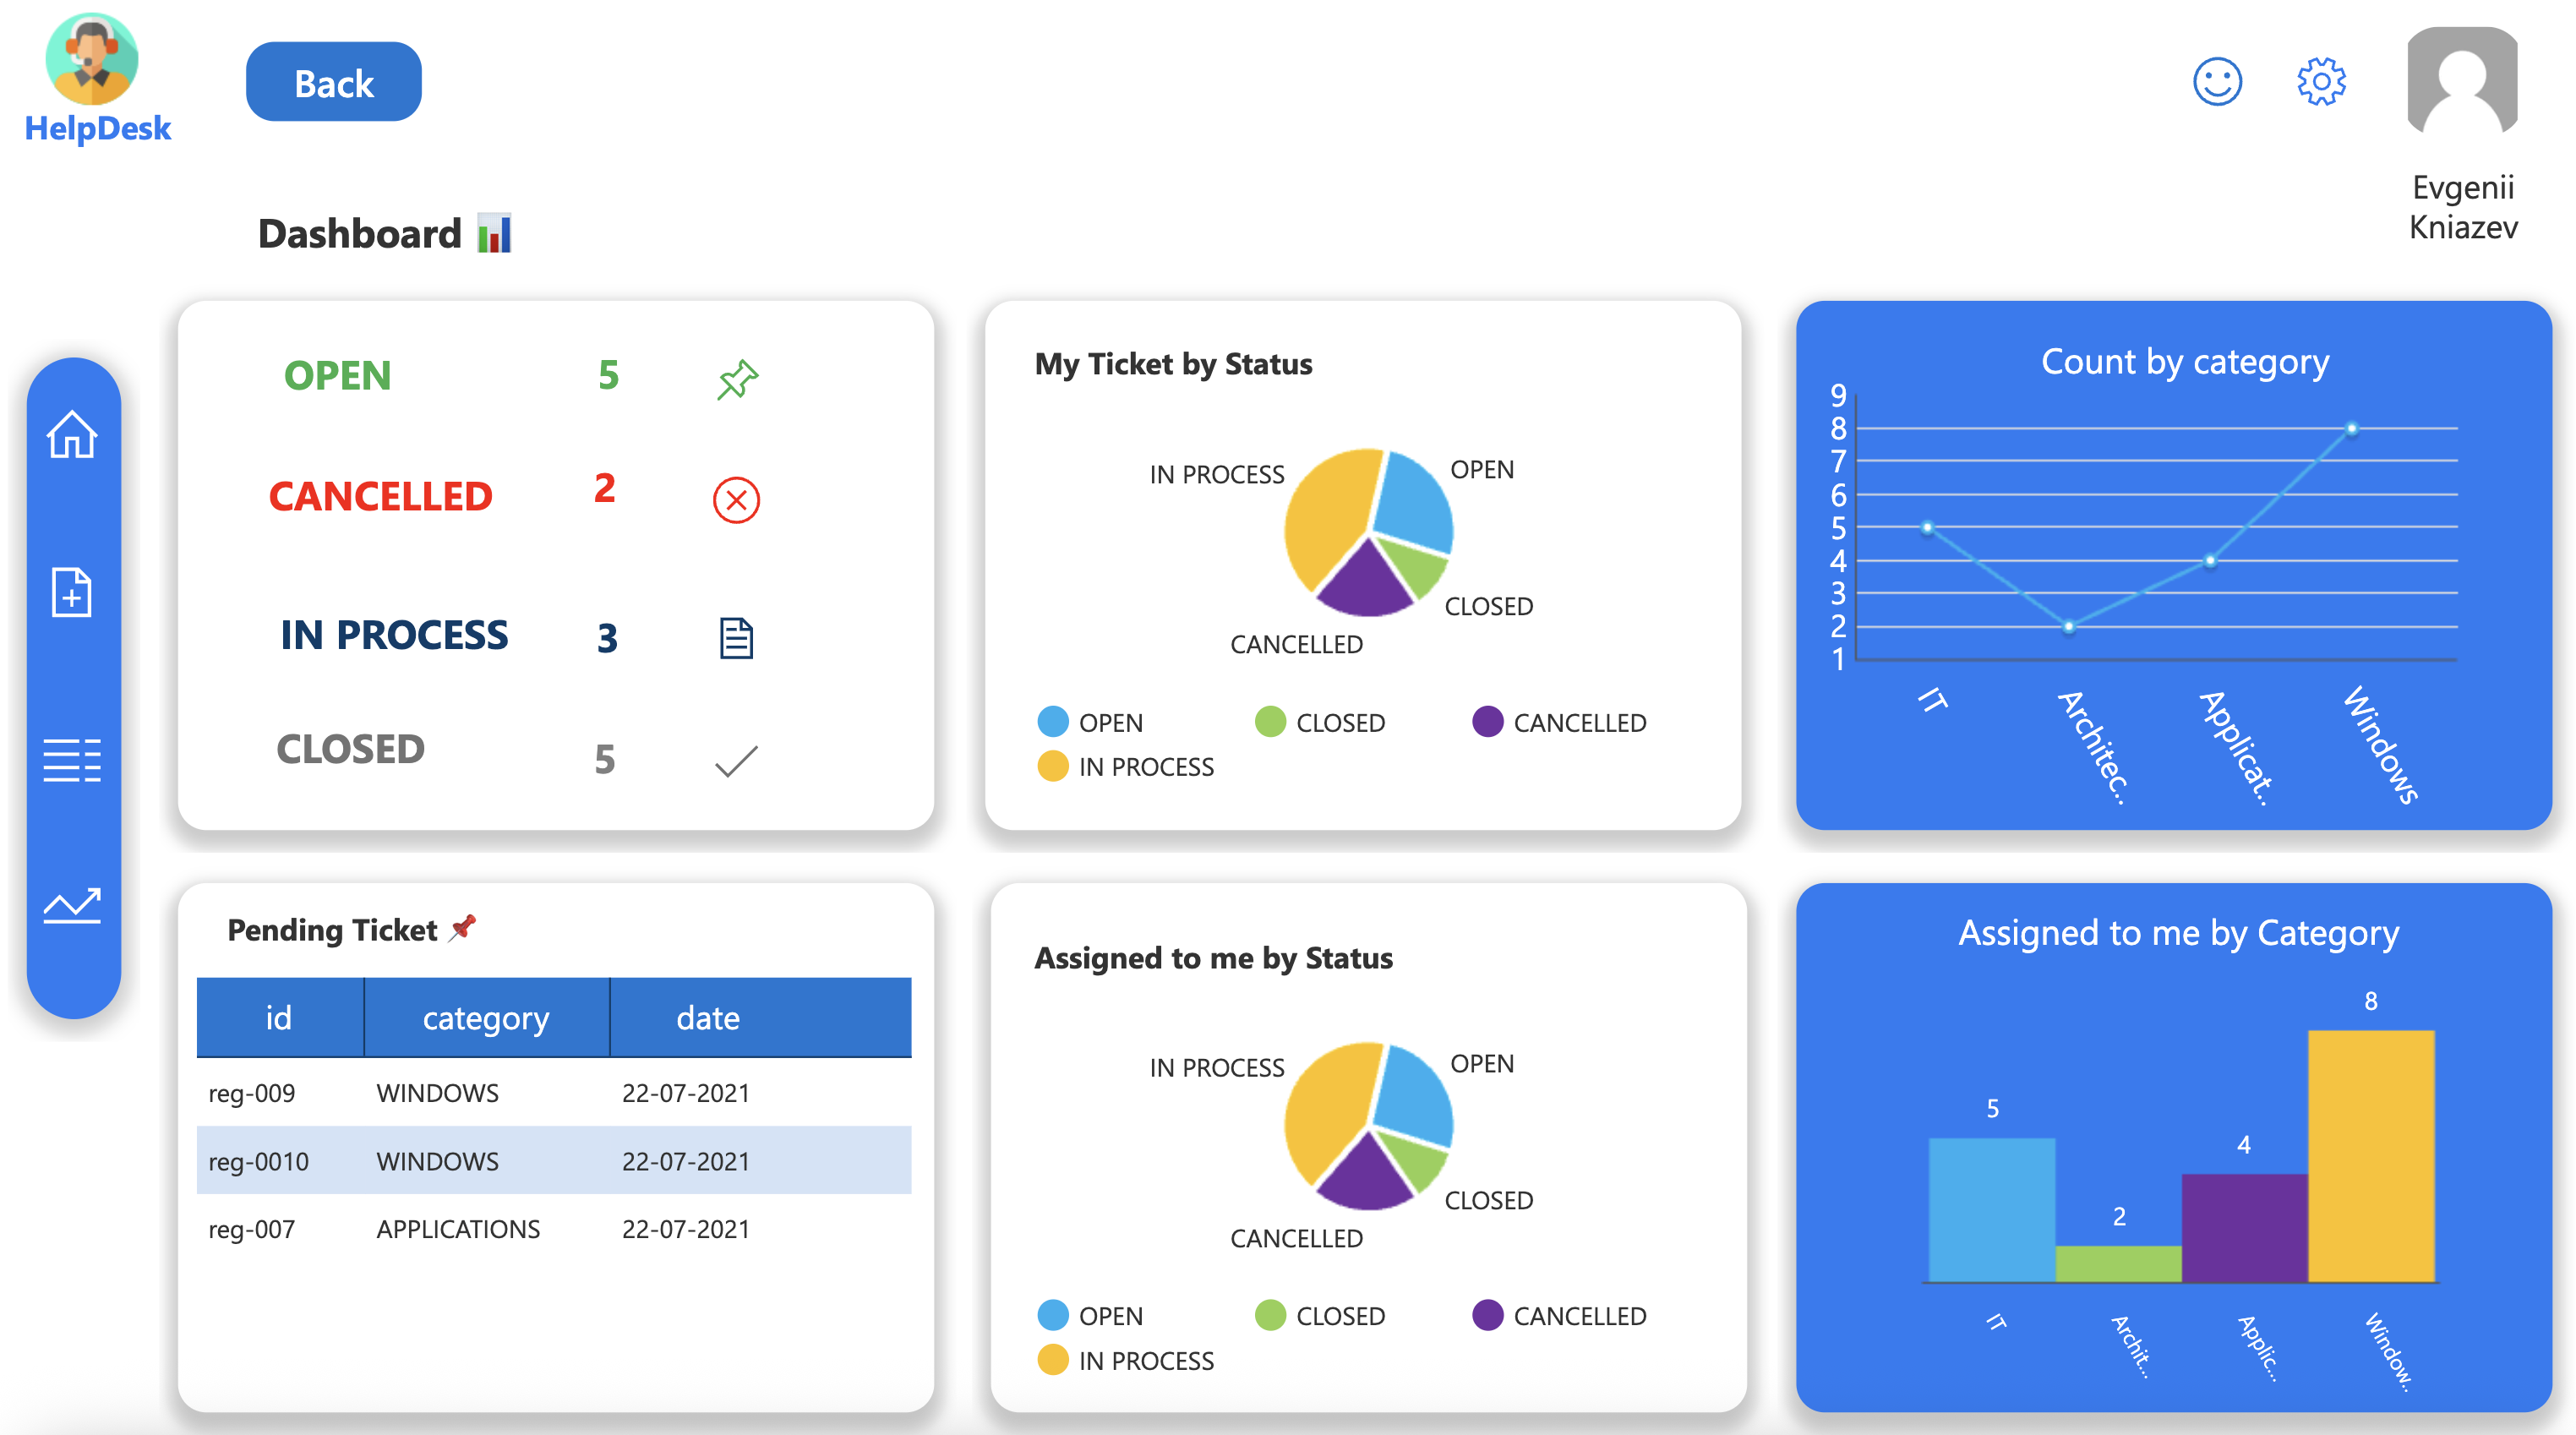 HelpDesk
Back
Evgenii
Kniazev
Dashboard
OPEN 5
CANCELLED 2
IN PROCESS 3
CLOSED 5
My Ticket by Status
IN PROCESS
OPEN
CLOSED
CANCELLED
OPEN CLOSED CANCELLED
IN PROCESS
Count by category
9
8
7
6
5
4
3
2
1
IT Architec.. Applicat.. Windows
Pending Ticket
id category date
reg-009 WINDOWS 22-07-2021
reg-0010 WINDOWS 22-07-2021
reg-007 APPLICATIONS 22-07-2021
Assigned to me by Status
IN PROCESS
OPEN
CLOSED
CANCELLED
OPEN CLOSED CANCELLED
IN PROCESS
Assigned to me by Category
8
5
4
2
IT Archit... Applic... Window..